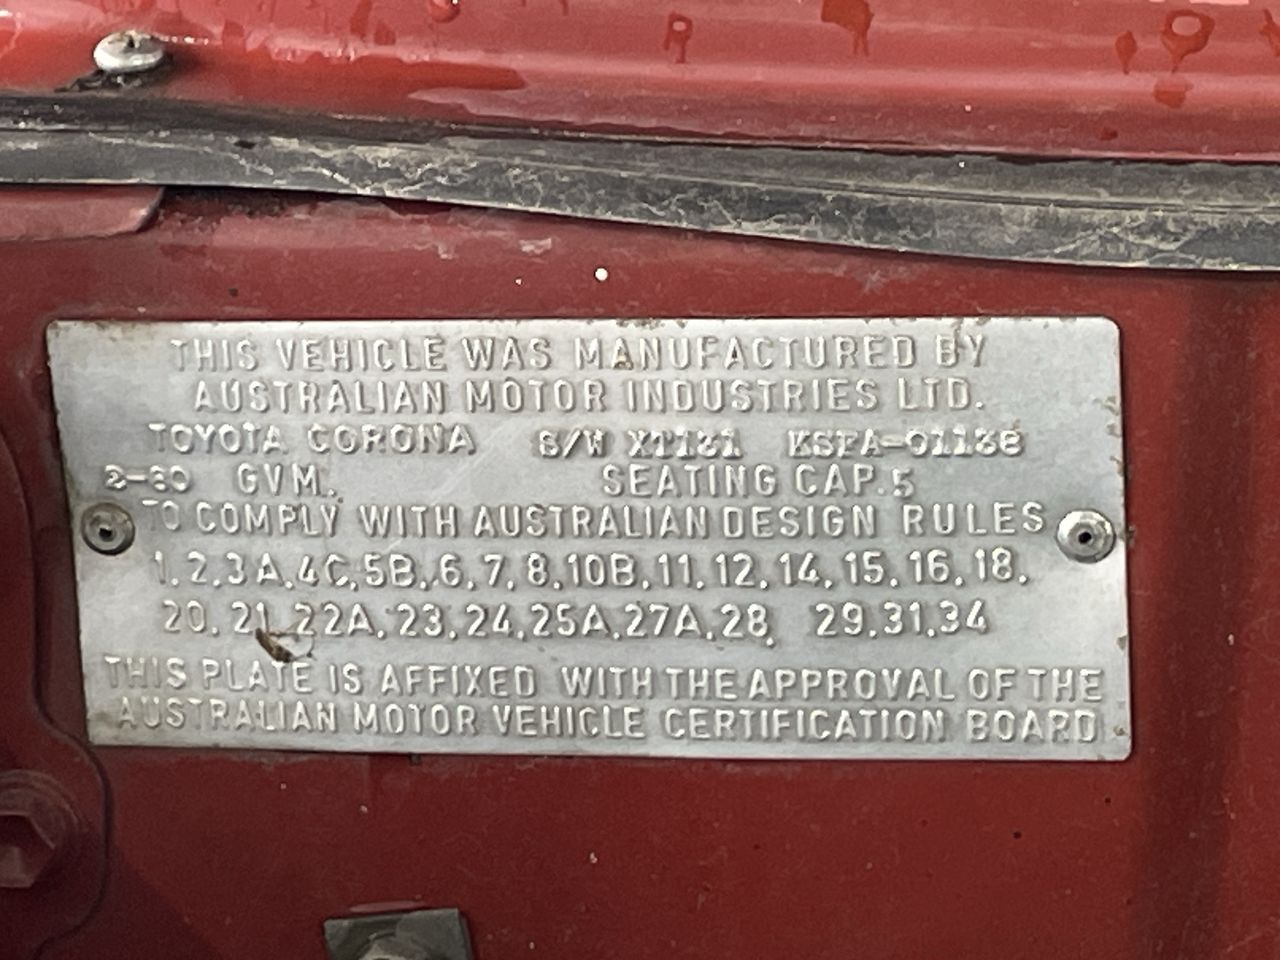 THIS VEHICLE WAS MANUFACTURED BY
AUSTRALIAN MOTOR INDUSTRIES LTD.
TOYOTA CORONA S/W XT131 KSFA-01138
2-80 GVM. SEATING CAP. 5
TO COMPLY WITH AUSTRALIAN DESIGN RULES
1, 2, 3A, 4C, 5B, 6, 7, 8, 10B, 11, 12, 14, 15, 16, 18,
20, 21, 22A, 23, 24, 25A, 27A, 28, 29, 31, 34
THIS PLATE IS AFFIXED WITH THE APPROVAL OF THE
AUSTRALIAN MOTOR VEHICLE CERTIFICATION BOARD